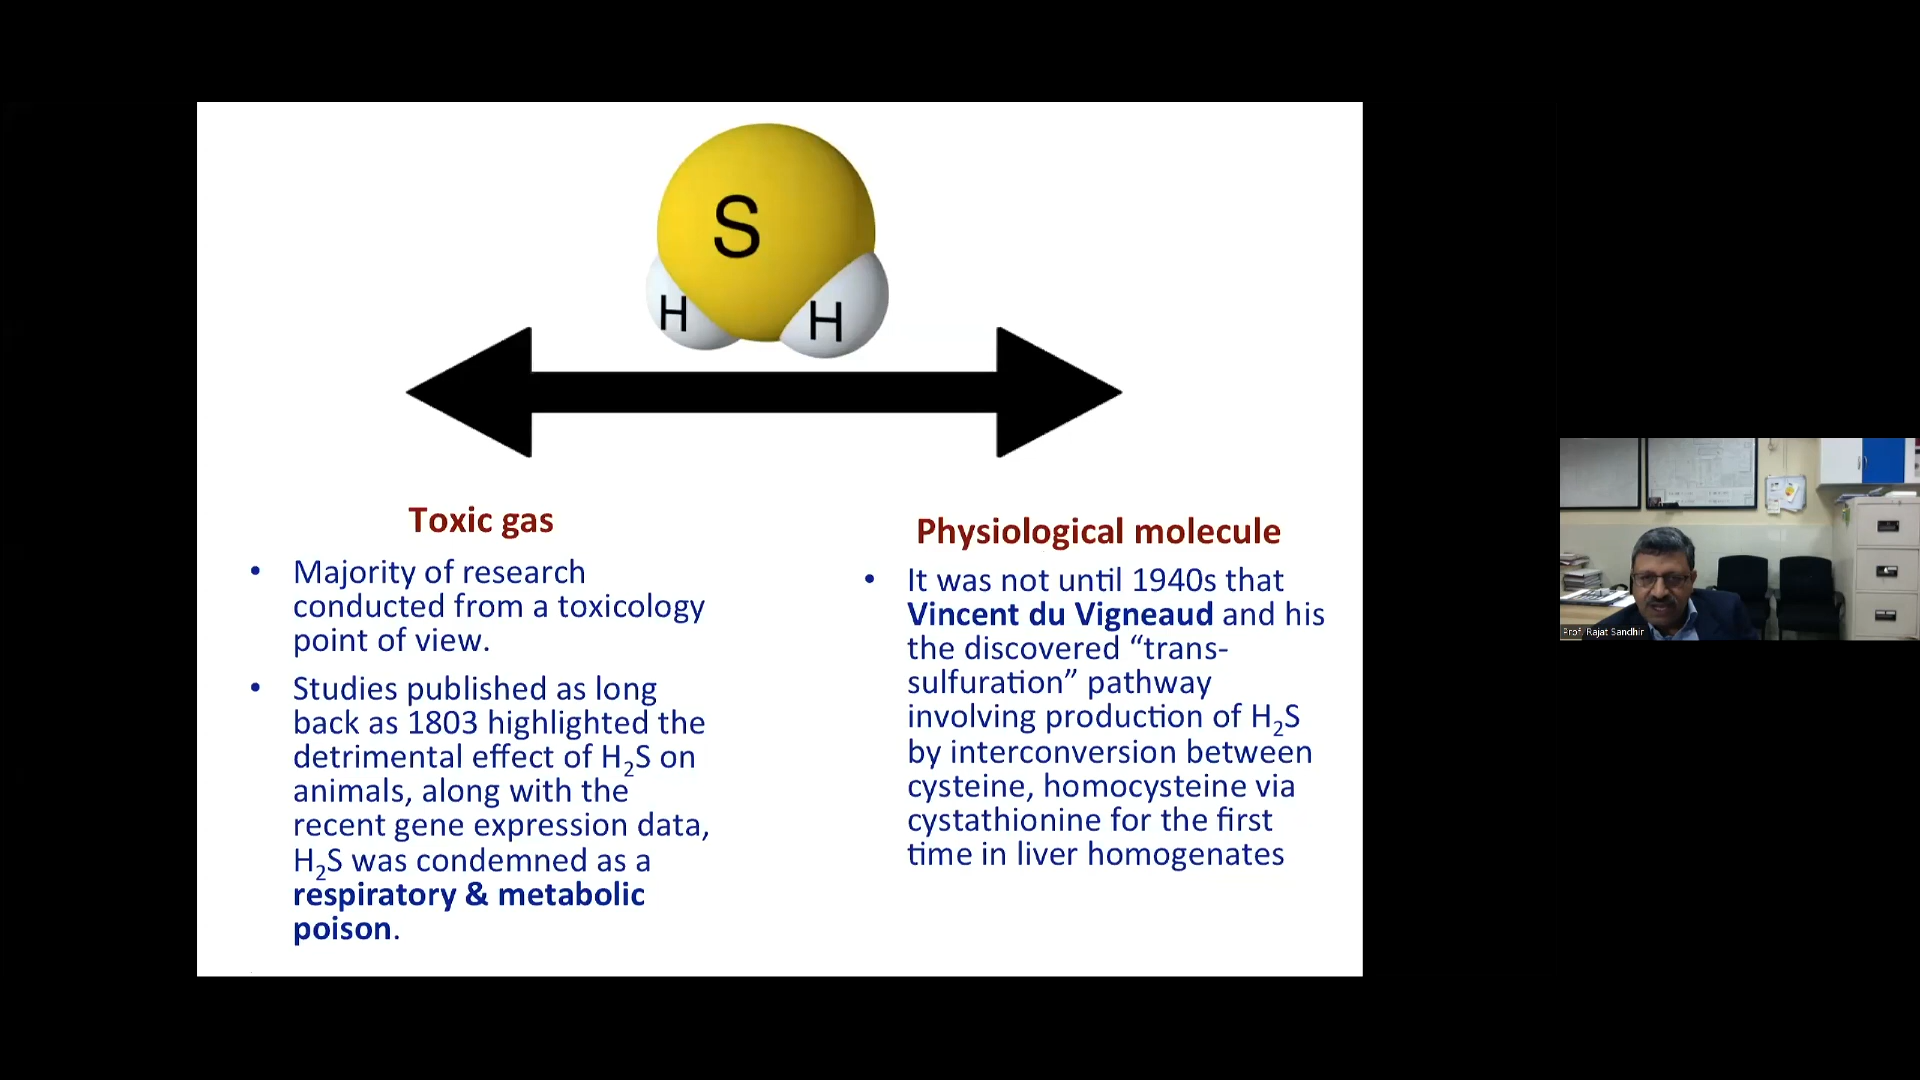 S
H
H
Toxic gas
• Majority of research
conducted from a toxicology
point of view.
• Studies published as long
back as 1803 highlighted the
detrimental effect of H₂S on
animals, along with the
recent gene expression data,
H₂S was condemned as a
respiratory & metabolic
poison.
Physiological molecule
• It was not until 1940s that
Vincent du Vigneaud and his
the discovered “trans-
sulfuration” pathway
involving production of H₂S
by interconversion between
cysteine, homocysteine via
cystathionine for the first
time in liver homogenates
Prof. Rajat Sandhir